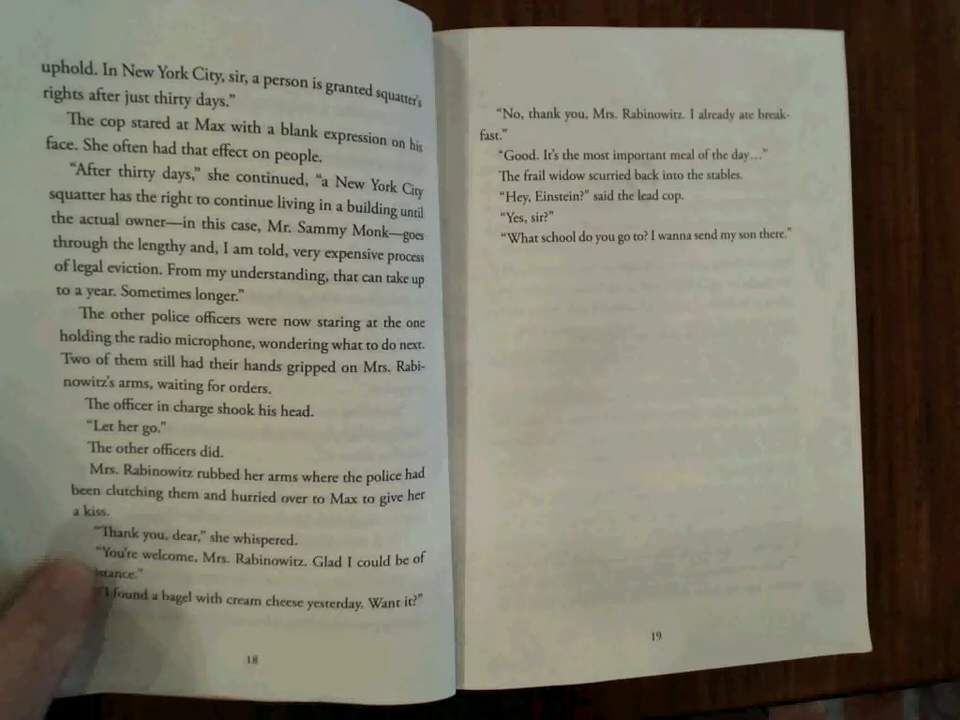 uphold. In New York City, sir, a person is granted squatter's
rights after just thirty days."
The cop stared at Max with a blank expression on his
face. She often had that effect on people.
"After thirty days," she continued, "a New York City
squatter has the right to continue living in a building until
the actual owner—in this case, Mr. Sammy Monk—goes
through the lengthy and, I am told, very expensive process
of legal eviction. From my understanding, that can take up
to a year. Sometimes longer."
The other police officers were now staring at the one
holding the radio microphone, wondering what to do next.
Two of them still had their hands gripped on Mrs. Rabi-
nowitz's arms, waiting for orders.
The officer in charge shook his head.
"Let her go."
The other officers did.
Mrs. Rabinowitz rubbed her arms where the police had
been clutching them and hurried over to Max to give her
a kiss.
"Thank you, dear," she whispered.
"You're welcome, Mrs. Rabinowitz. Glad I could be of
istance."
"I found a bagel with cream cheese yesterday. Want it?"
18
"No, thank you, Mrs. Rabinowitz. I already ate break-
fast."
"Good. It's the most important meal of the day…"
The frail widow scurried back into the stables.
"Hey, Einstein?" said the lead cop.
"Yes, sir?"
"What school do you go to? I wanna send my son there."
19